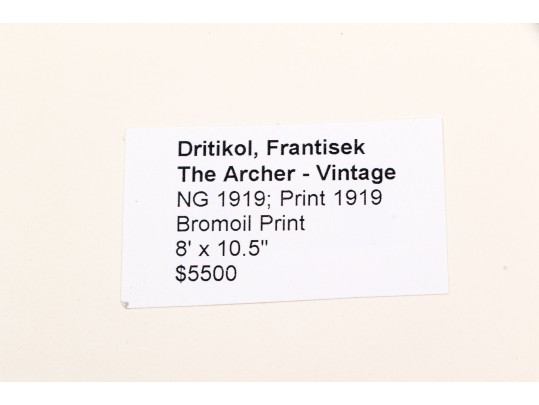 Dritikol, Frantisek
The Archer - Vintage
NG 1919; Print 1919
Bromoil Print
8' x 10.5"
$5500